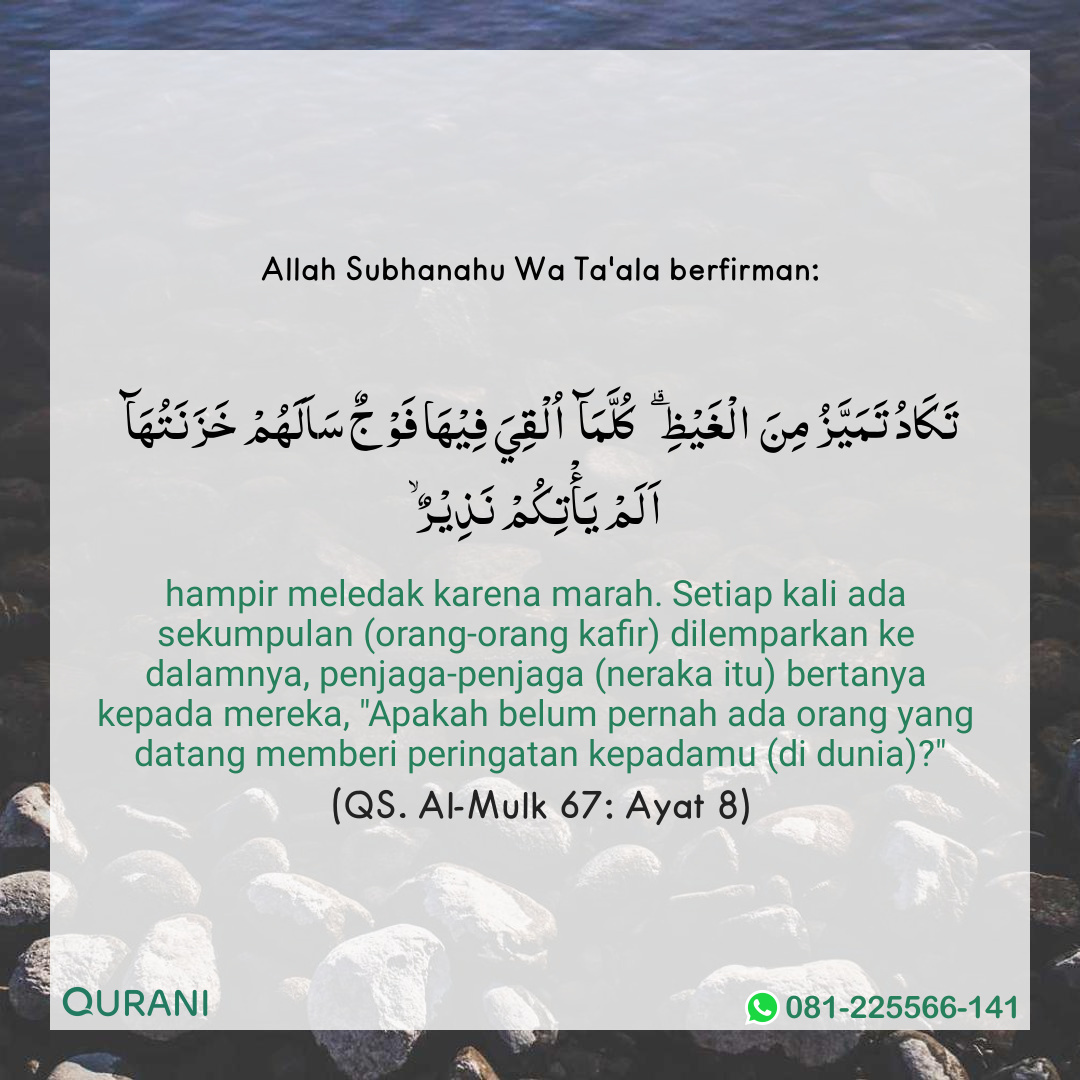 Allah Subhanahu Wa Ta'ala berfirman:
تَكَادُ تَمَيَّزُ مِنَ الْغَيْظِۗ كُلَّمَاۤ اُلْقِيَ فِيْهَا فَوْجٌ سَاَلَهُمْ خَزَنَتُهَاۤ
اَلَمْ يَأْتِكُمْ نَذِيْرٌۙ
hampir meledak karena marah. Setiap kali ada
sekumpulan (orang-orang kafir) dilemparkan ke
dalamnya, penjaga-penjaga (neraka itu) bertanya
kepada mereka, "Apakah belum pernah ada orang yang
datang memberi peringatan kepadamu (di dunia)?"
(QS. Al-Mulk 67: Ayat 8)
QURANI
081-225566-141